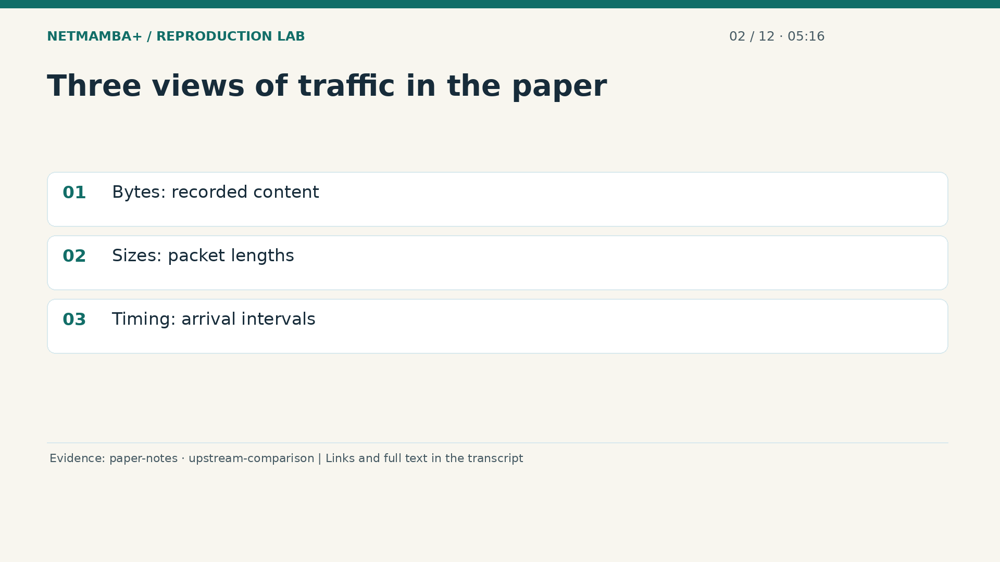 NETMAMBA+ / REPRODUCTION LAB
02 / 12 · 05:16
Three views of traffic in the paper
01 Bytes: recorded content
02 Sizes: packet lengths
03 Timing: arrival intervals
Evidence: paper-notes · upstream-comparison | Links and full text in the transcript